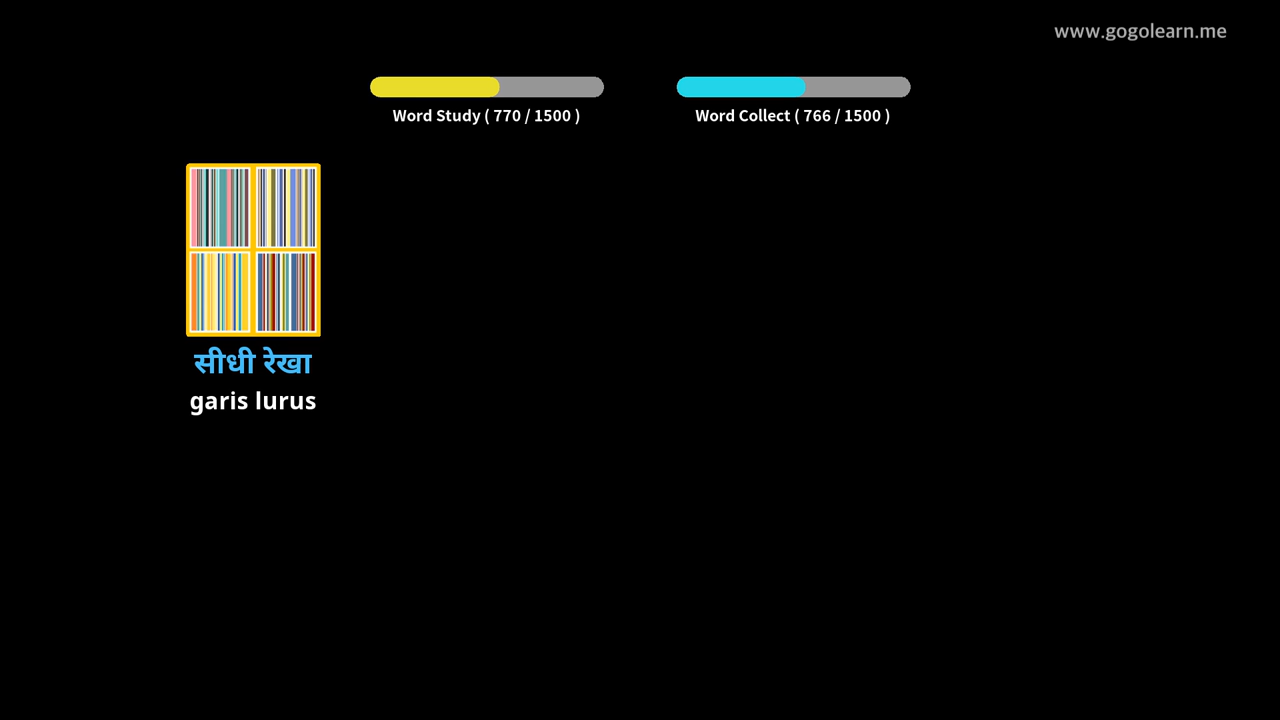 www.gogolearn.me
Word Study ( 770 / 1500 )
Word Collect ( 766 / 1500 )
सीधी रेखा
garis lurus